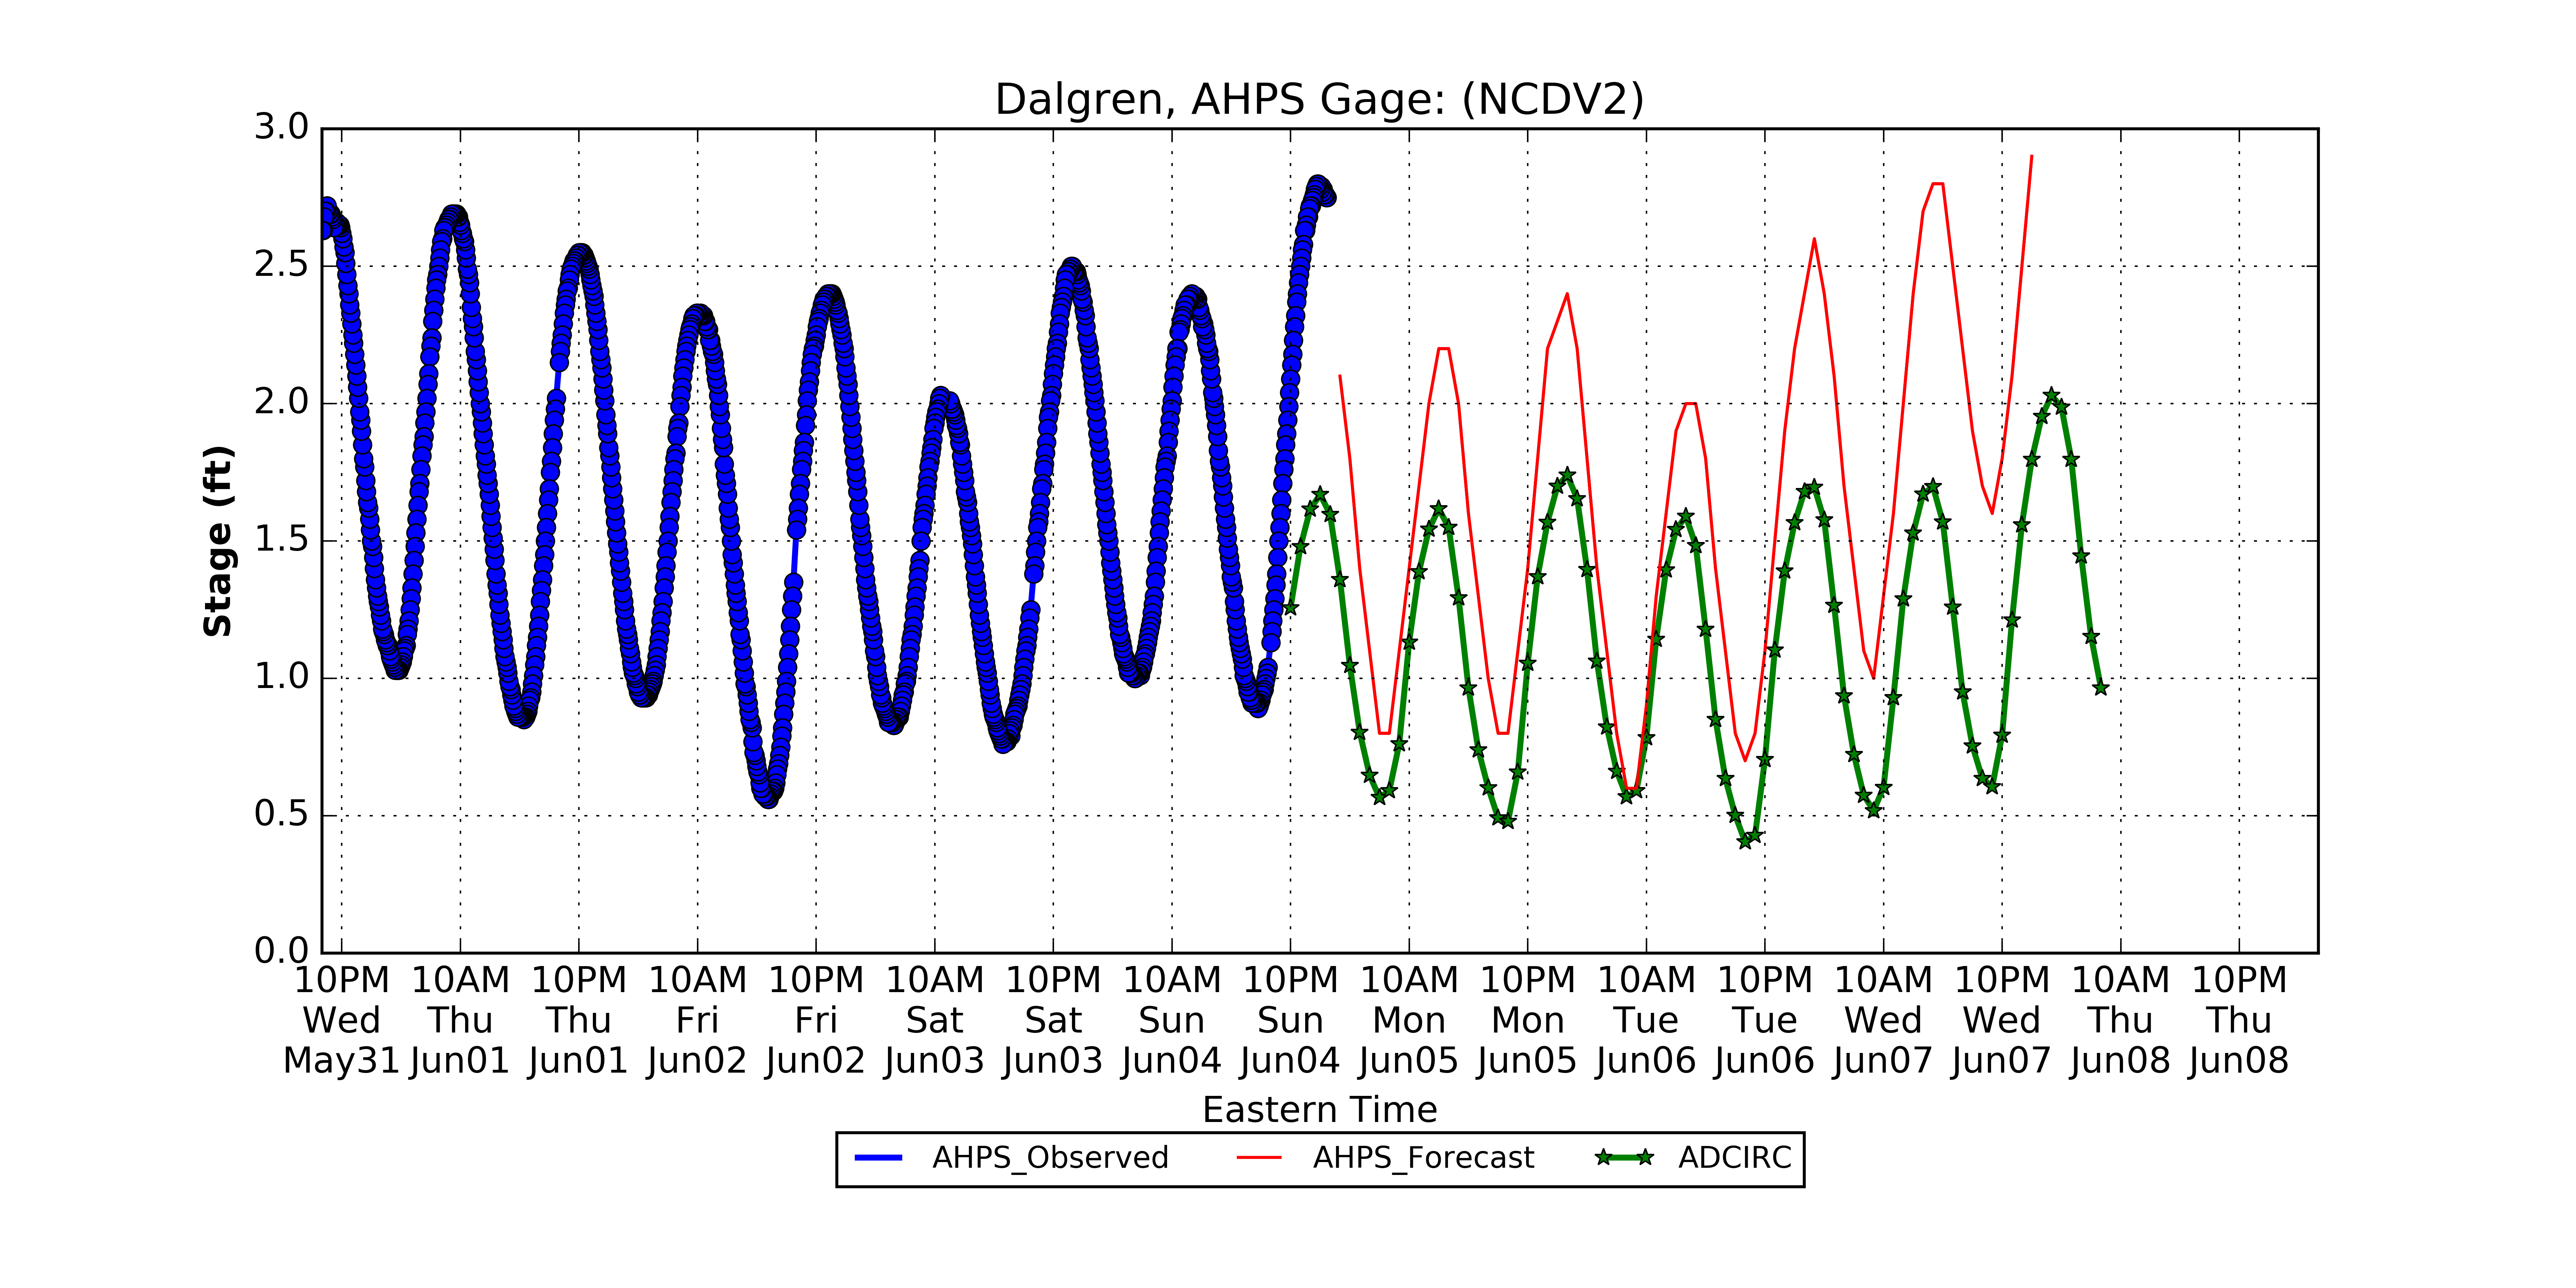 Dalgren, AHPS Gage: (NCDV2)
3.0
2.5
2.0
1.5
1.0
0.5
0.0
Stage (ft)
10PM 10AM 10PM 10AM 10PM 10AM 10PM 10AM 10PM 10AM 10PM 10AM 10PM 10AM 10PM 10AM 10PM
Wed Thu Thu Fri Fri Sat Sat Sun Sun Mon Mon Tue Tue Wed Wed Thu Thu
May31 Jun01 Jun01 Jun02 Jun02 Jun03 Jun03 Jun04 Jun04 Jun05 Jun05 Jun06 Jun06 Jun07 Jun07 Jun08 Jun08
Eastern Time
AHPS_Observed AHPS_Forecast ADCIRC